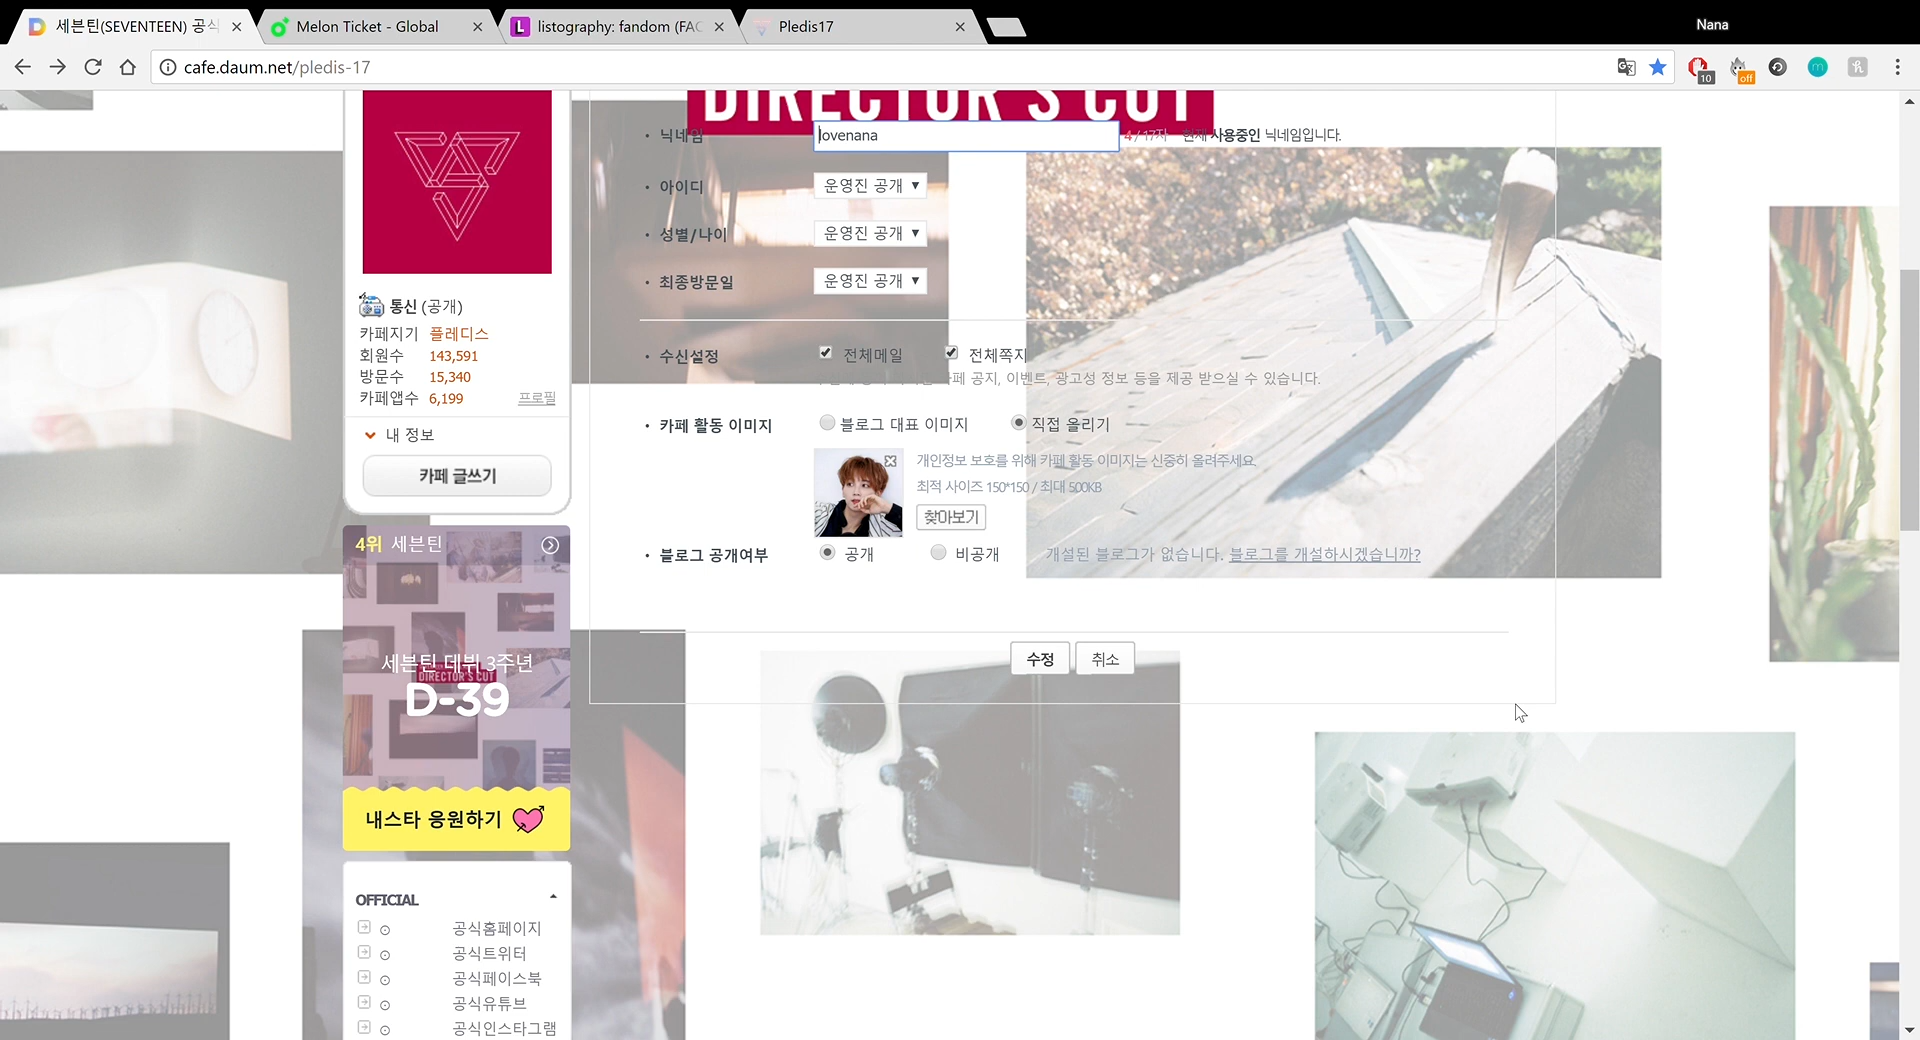 세븐틴(SEVENTEEN) 공식
Melon Ticket - Global
listography: fandom (FAC
Pledis17
Nana
cafe.daum.net/pledis-17
10
off
DIRECTOR'S CUT
닉네임
lovenana
4 / 17자 현재 사용중인 닉네임입니다.
아이디
운영진 공개 ▼
성별/나이
운영진 공개 ▼
최종방문일
운영진 공개 ▼
수신설정
전체메일
전체쪽지
카페 공지, 이벤트, 광고성 정보 등을 제공 받으실 수 있습니다.
카페 활동 이미지
블로그 대표 이미지
직접 올리기
개인정보 보호를 위해 카페 활동 이미지는 신중히 올려주세요.
최적 사이즈 150*150 / 최대 500KB
찾아보기
블로그 공개여부
공개
비공개
개설된 블로그가 없습니다. 블로그를 개설하시겠습니까?
수정
취소
통신 (공개)
카페지기 플레디스
회원수 143,591
방문수 15,340
카페앱수 6,199
프로필
내 정보
카페 글쓰기
4위 세븐틴
세븐틴 데뷔 3주년
DIRECTOR'S CUT
D-39
내스타 응원하기
OFFICIAL
공식홈페이지
공식트위터
공식페이스북
공식유튜브
공식인스타그램